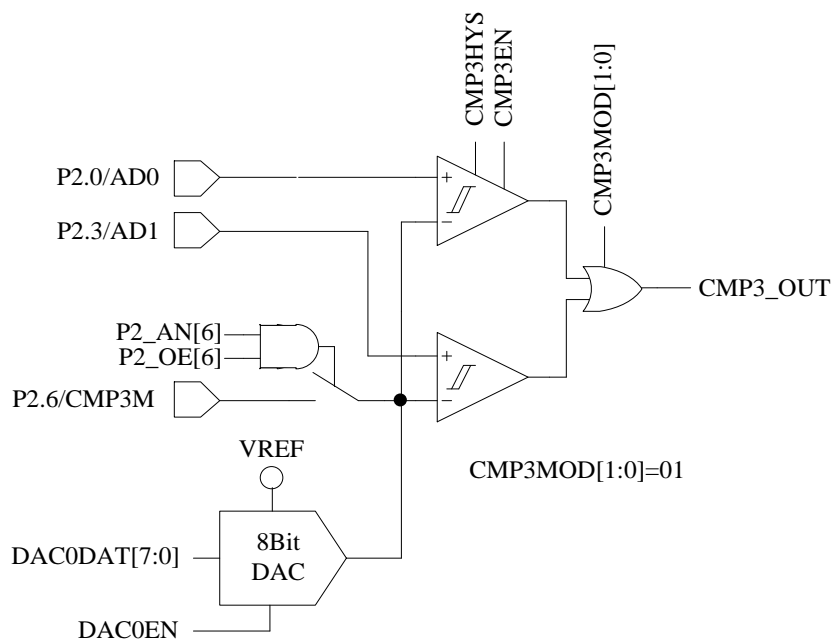 CMP3HYS
CMP3EN
CMP3MOD[1:0]
P2.0/AD0
+
−
P2.3/AD1
CMP3_OUT
P2_AN[6]
P2_OE[6]
+
−
P2.6/CMP3M
VREF
CMP3MOD[1:0]=01
DAC0DAT[7:0]
8Bit
DAC
DAC0EN